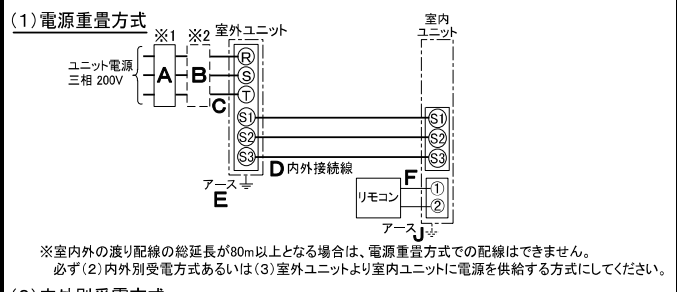 (1)電源重畳方式
※1 ※2 室外ユニット
室内
ユニット
ユニット電源
三相 200V
A
B
C
R
S
T
S1
S2
S3
S1
S2
S3
D 内外接続線
アース
E
F
リモコン
①
②
アース J
※室内外の渡り配線の総延長が80m以上となる場合は、電源重畳方式での配線はできません。
必ず(2)内外別受電方式あるいは(3)室外ユニットより室内ユニットに電源を供給する方式にしてください。